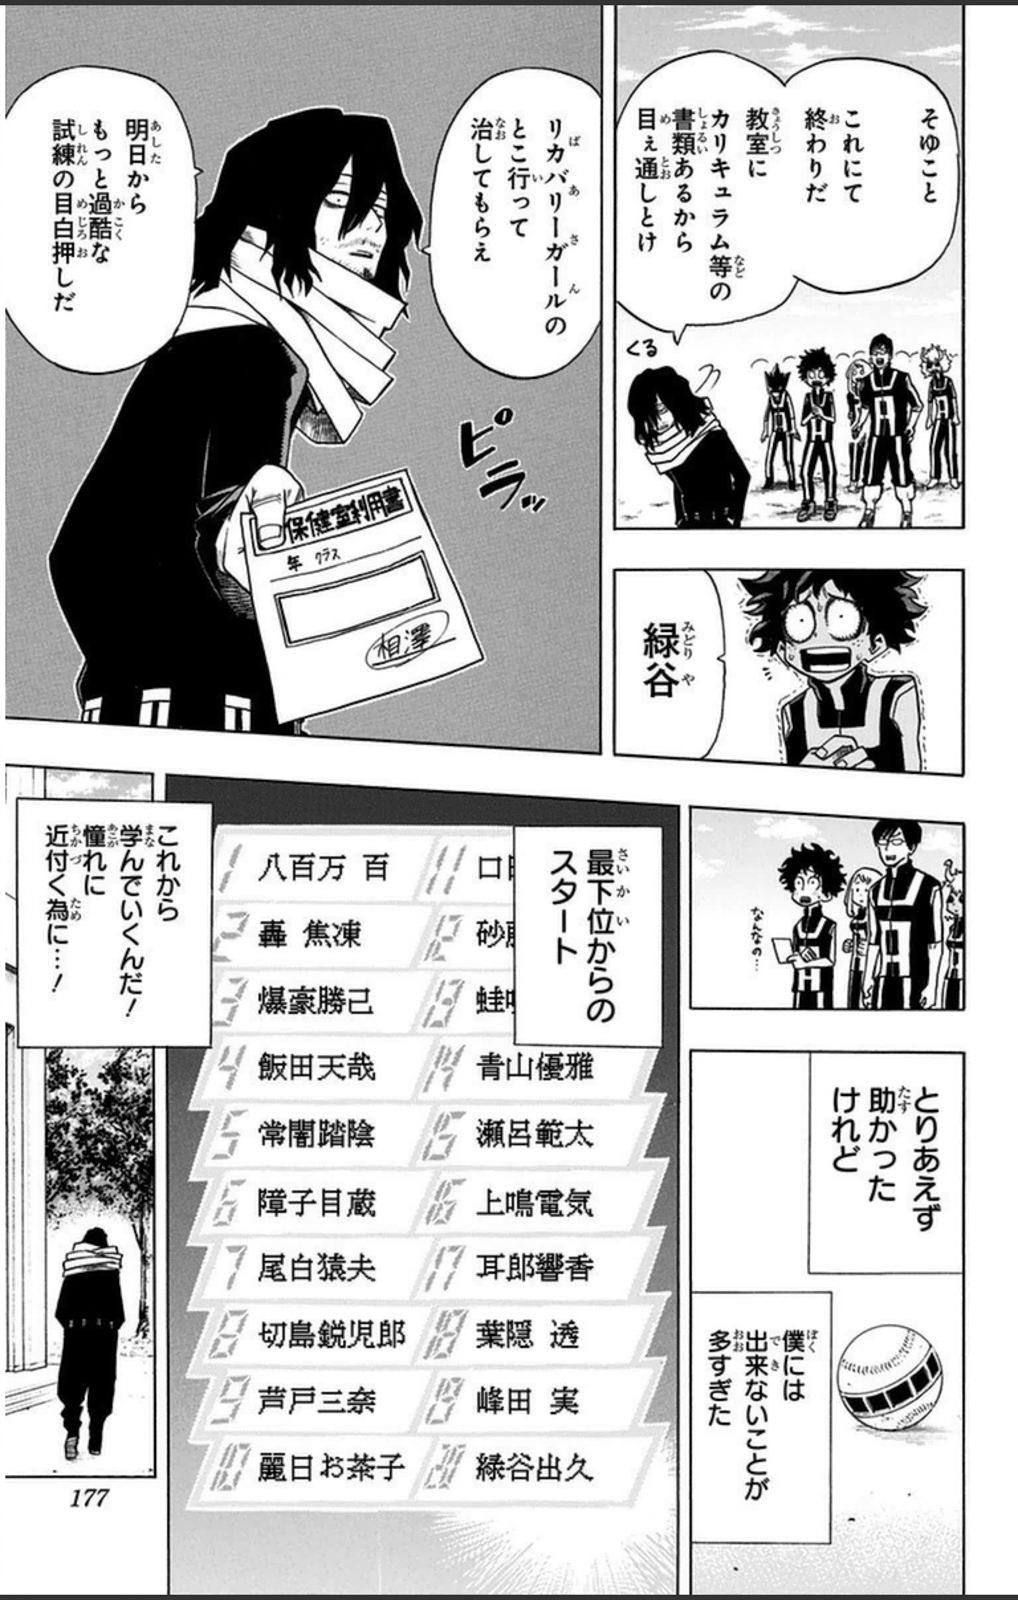 そゆこと
これにて
終わりだ
教室に
カリキュラム等の
書類あるから
目ぇ通しとけ
くる
緑谷
リカバリーガールの
とこ行って
治してもらえ
ピラッ
保健室利用書
年 クラス
相澤
明日から
もっと過酷な
試練の目白押しだ
なんなの…
とりあえず
助かった
けれど
僕には
出来ないことが
多すぎた
最下位からの
スタート
1 八百万 百
2 轟 焦凍
3 爆豪勝己
4 飯田天哉
5 常闇踏陰
6 障子目蔵
7 尾白猿夫
8 切島鋭児郎
9 芦戸三奈
10 麗日お茶子
11 口
12 砂
13 蛙
14 青山優雅
15 瀬呂範太
16 上鳴電気
17 耳郎響香
18 葉隠 透
19 峰田 実
20 緑谷出久
これから
学んでいくんだ!
憧れに
近付く為に…!
177